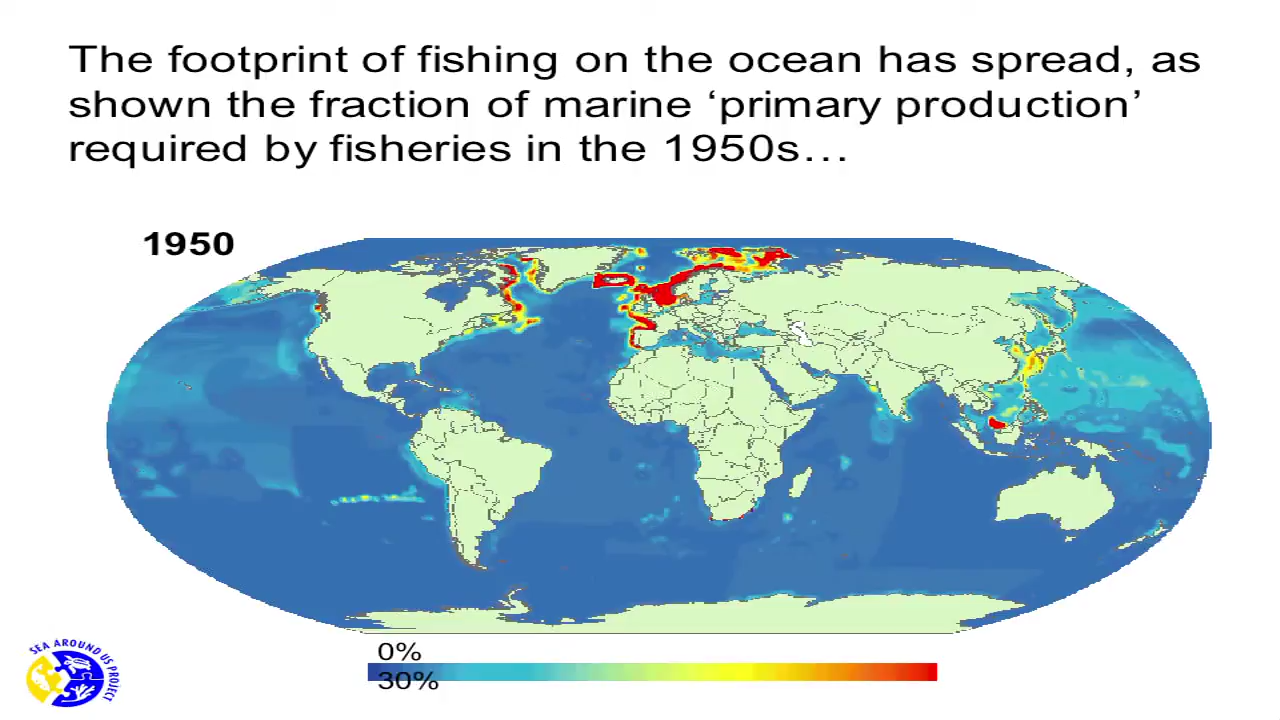 The footprint of fishing on the ocean has spread, as
shown the fraction of marine ‘primary production’
required by fisheries in the 1950s…
1950
0%
30%
SEA AROUND US PROJECT